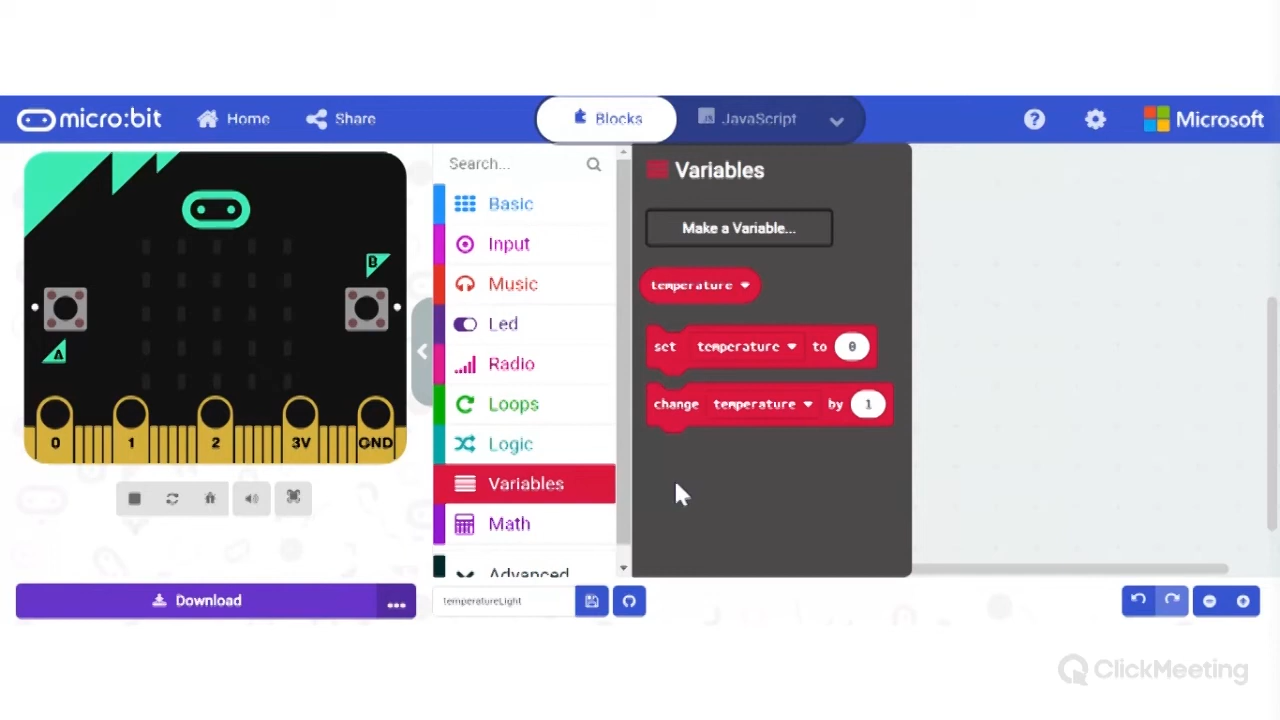 micro:bit
Home
Share
Blocks
JavaScript
Microsoft
B
A
0
1
2
3V
GND
Download
Search...
Basic
Input
Music
Led
Radio
Loops
Logic
Variables
Math
Advanced
temperatureLight
Variables
Make a Variable...
temperature
set temperature to 0
change temperature by 1
ClickMeeting